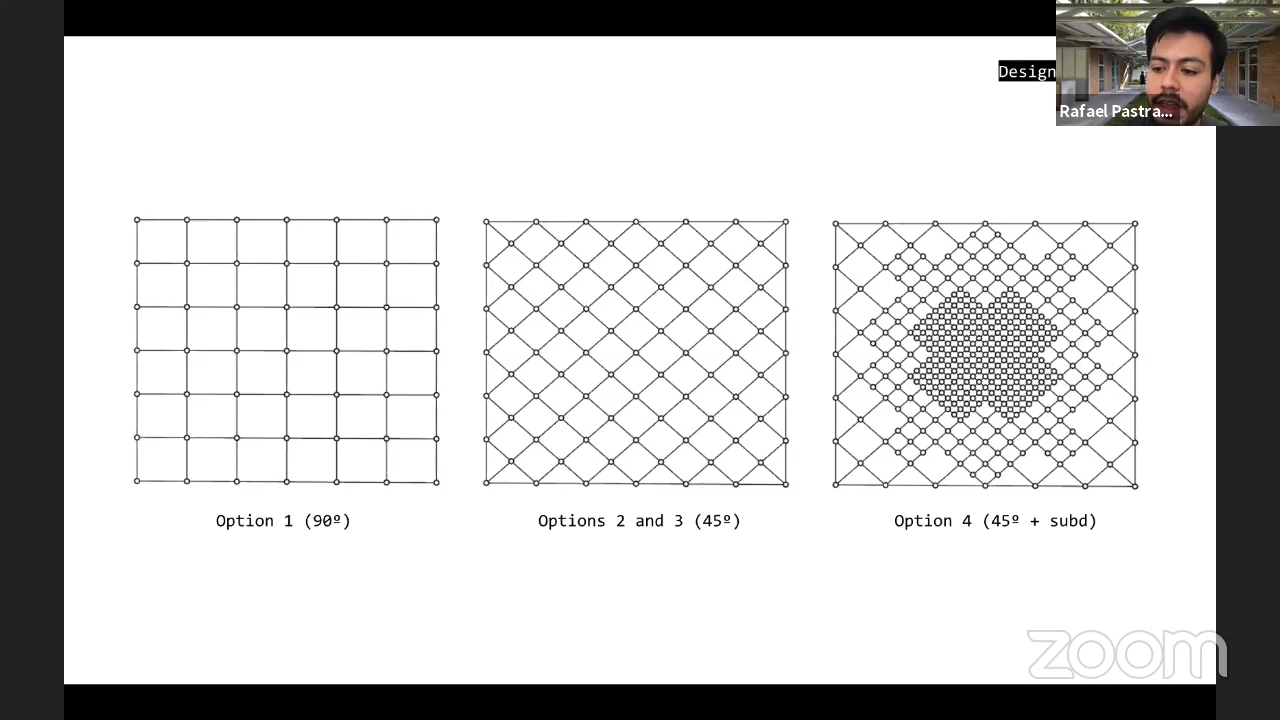 Design
Rafael Pastra...
Option 1 (90º)
Options 2 and 3 (45º)
Option 4 (45º + subd)
zoom